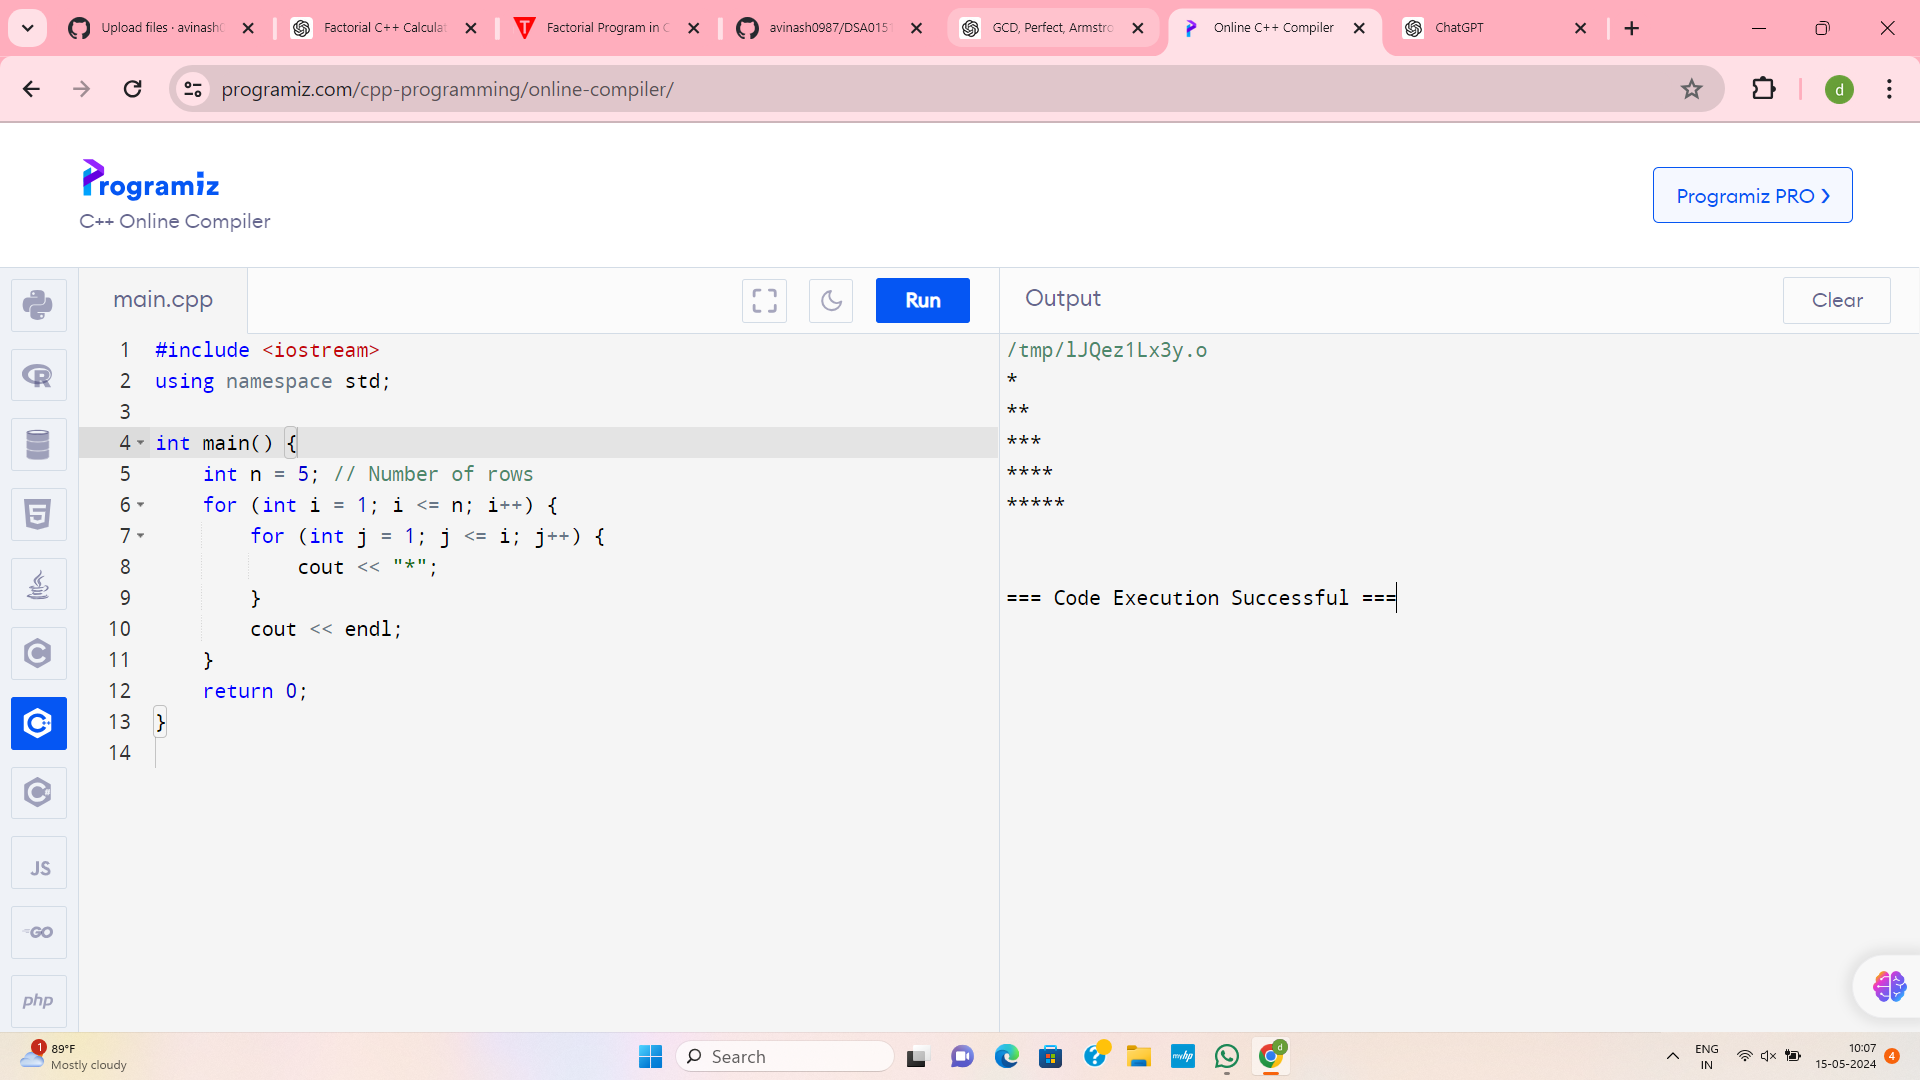 Upload files · avinash0
Factorial C++ Calculat
Factorial Program in C
avinash0987/DSA0151
GCD, Perfect, Armstro
Online C++ Compiler
ChatGPT
programiz.com/cpp-programming/online-compiler/
d
Programiz
C++ Online Compiler
Programiz PRO ❯
main.cpp
Run
Output
Clear
1 #include <iostream>
2 using namespace std;
3
4 int main() {
5     int n = 5; // Number of rows
6     for (int i = 1; i <= n; i++) {
7         for (int j = 1; j <= i; j++) {
8             cout << "*";
9         }
10         cout << endl;
11     }
12     return 0;
13 }
14
/tmp/lJQez1Lx3y.o
*
**
***
****
*****
=== Code Execution Successful ===
R
5
C
C++
C#
JS
GO
php
1
89°F
Mostly cloudy
Search
myhp
d
ENG
IN
10:07
15-05-2024
4